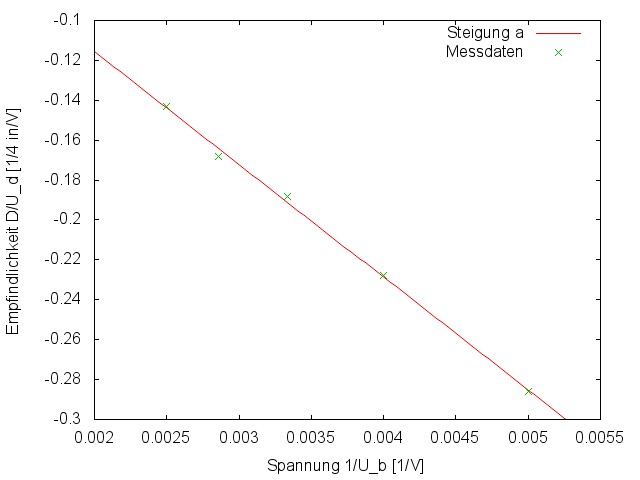 -0.1
-0.12
-0.14
-0.16
-0.18
-0.2
-0.22
-0.24
-0.26
-0.28
-0.3
0.002 0.0025 0.003 0.0035 0.004 0.0045 0.005 0.0055
Empfindlichkeit D/U_d [1/4 in/V]
Spannung 1/U_b [1/V]
Steigung a
Messdaten